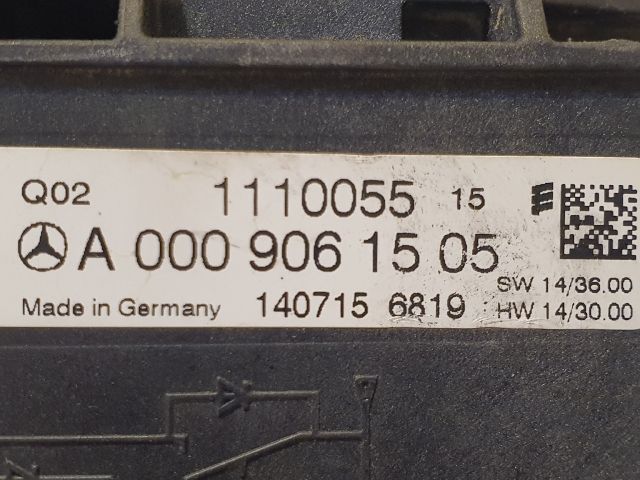 Q02 1110055 15
A 000 906 15 05
SW 14/36.00
Made in Germany 140715 6819 HW 14/30.00